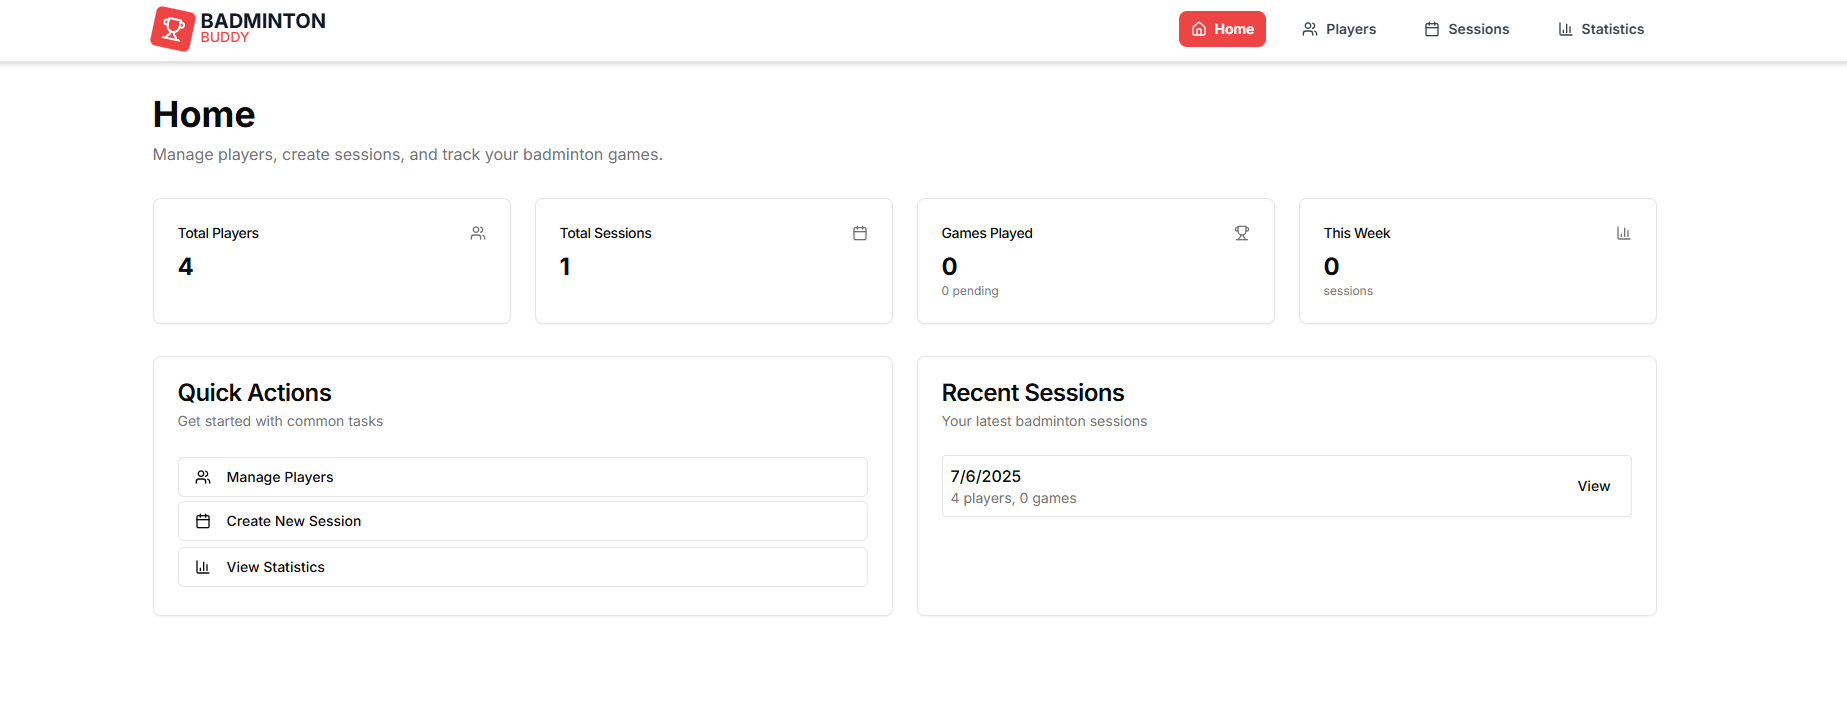 BADMINTON
BUDDY
Home
Players
Sessions
Statistics
Home
Manage players, create sessions, and track your badminton games.
Total Players
4
Total Sessions
1
Games Played
0
0 pending
This Week
0
sessions
Quick Actions
Get started with common tasks
Manage Players
Create New Session
View Statistics
Recent Sessions
Your latest badminton sessions
7/6/2025
4 players, 0 games
View